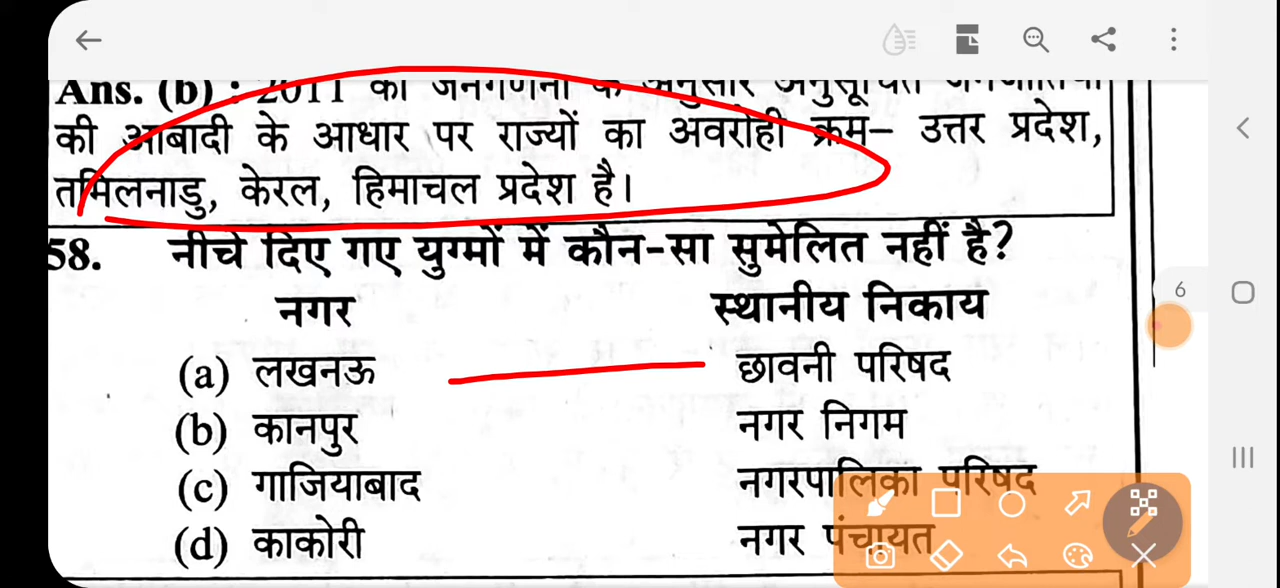 Ans. (b) : 2011 की जनगणना के अनुसार अनुसूचित जनजातियों
की आबादी के आधार पर राज्यों का अवरोही क्रम– उत्तर प्रदेश,
तमिलनाडु, केरल, हिमाचल प्रदेश है।
58. नीचे दिए गए युग्मों में कौन-सा सुमेलित नहीं है?
नगर स्थानीय निकाय
(a) लखनऊ छावनी परिषद
(b) कानपुर नगर निगम
(c) गाजियाबाद नगरपालिका परिषद
(d) काकोरी नगर पंचायत
6